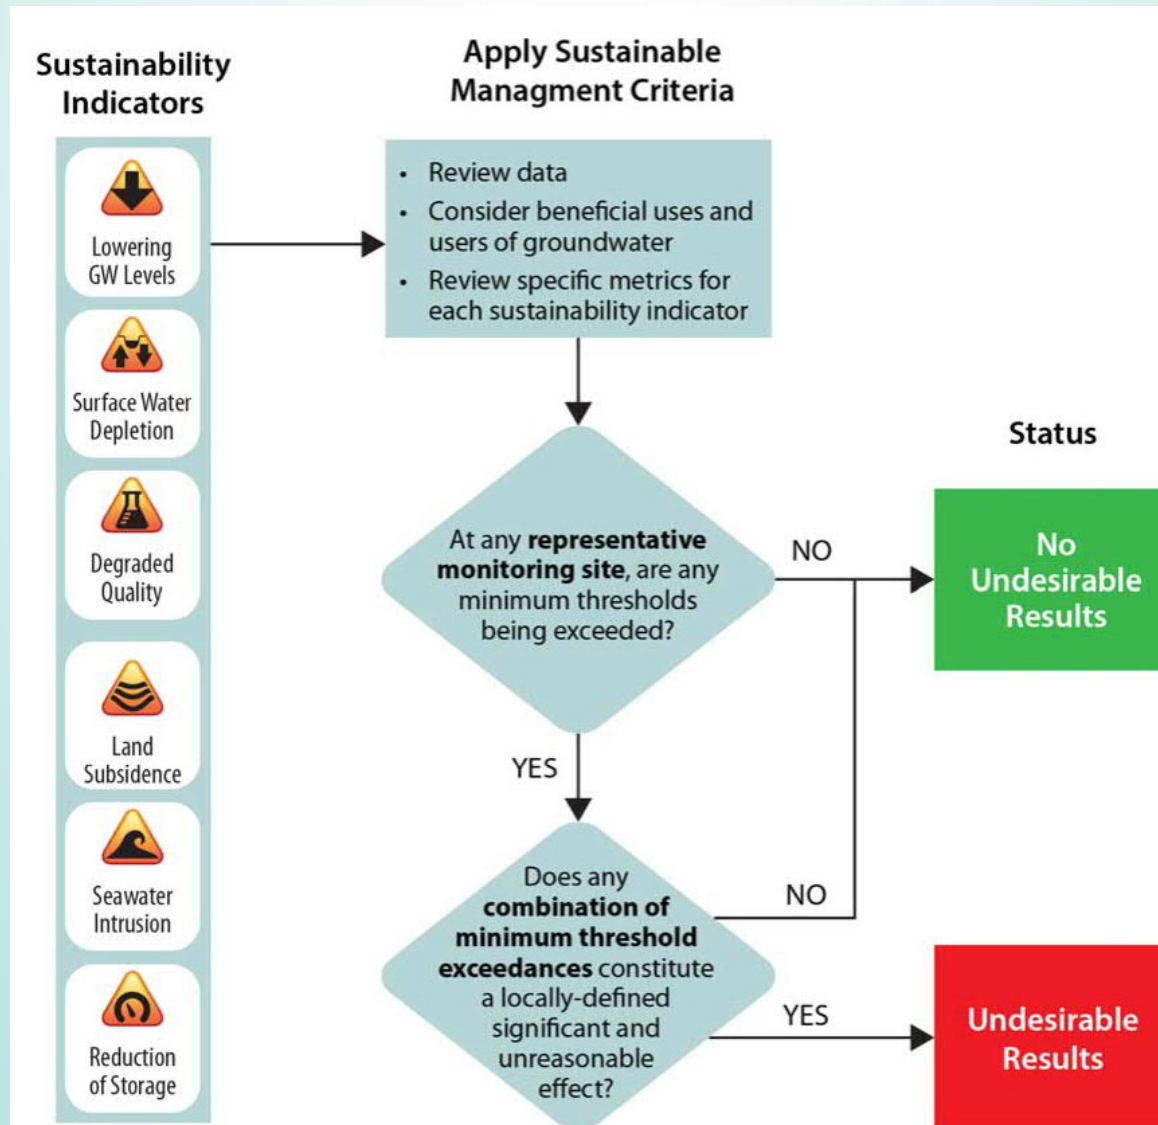 Sustainability
Indicators
Lowering
GW Levels
Surface Water
Depletion
Degraded
Quality
Land
Subsidence
Seawater
Intrusion
Reduction
of Storage
Apply Sustainable
Managment Criteria
• Review data
• Consider beneficial uses and
users of groundwater
• Review specific metrics for
each sustainability indicator
At any representative
monitoring site, are any
minimum thresholds
being exceeded?
NO
YES
Does any
combination of
minimum threshold
exceedances constitute
a locally-defined
significant and
unreasonable
effect?
NO
YES
Status
No
Undesirable
Results
Undesirable
Results